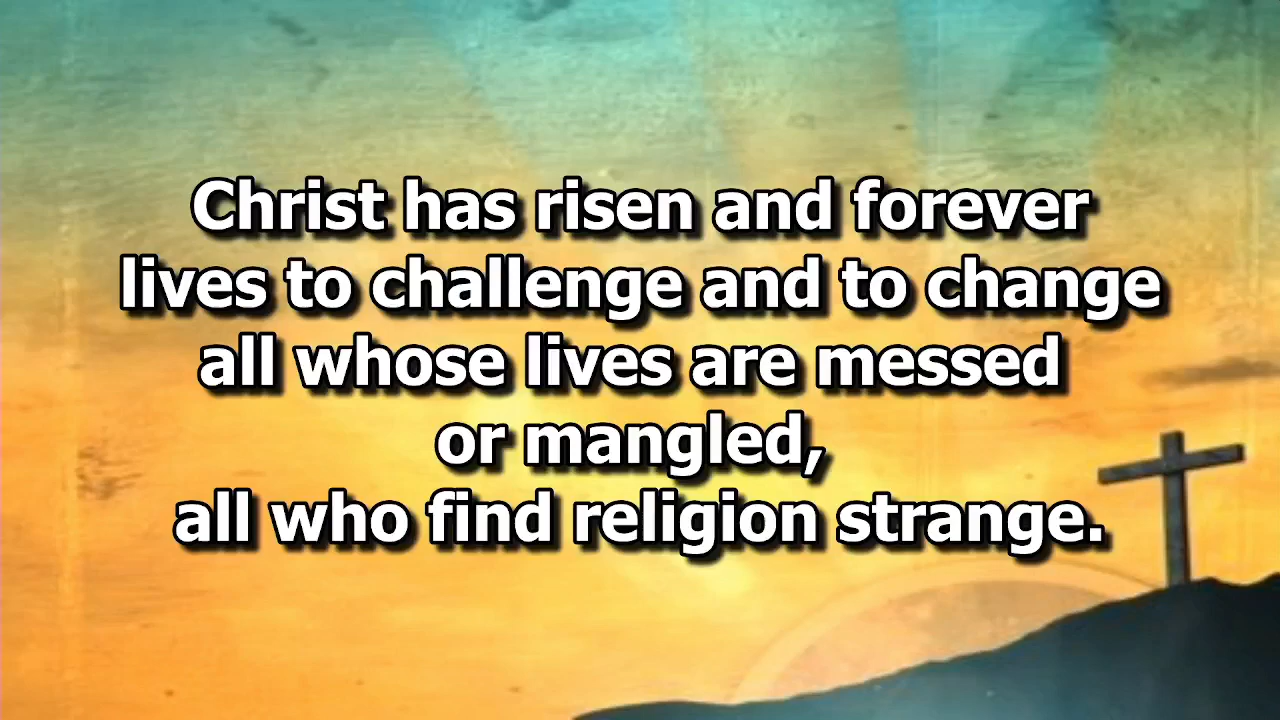 Christ has risen and forever
lives to challenge and to change
all whose lives are messed
or mangled,
all who find religion strange.